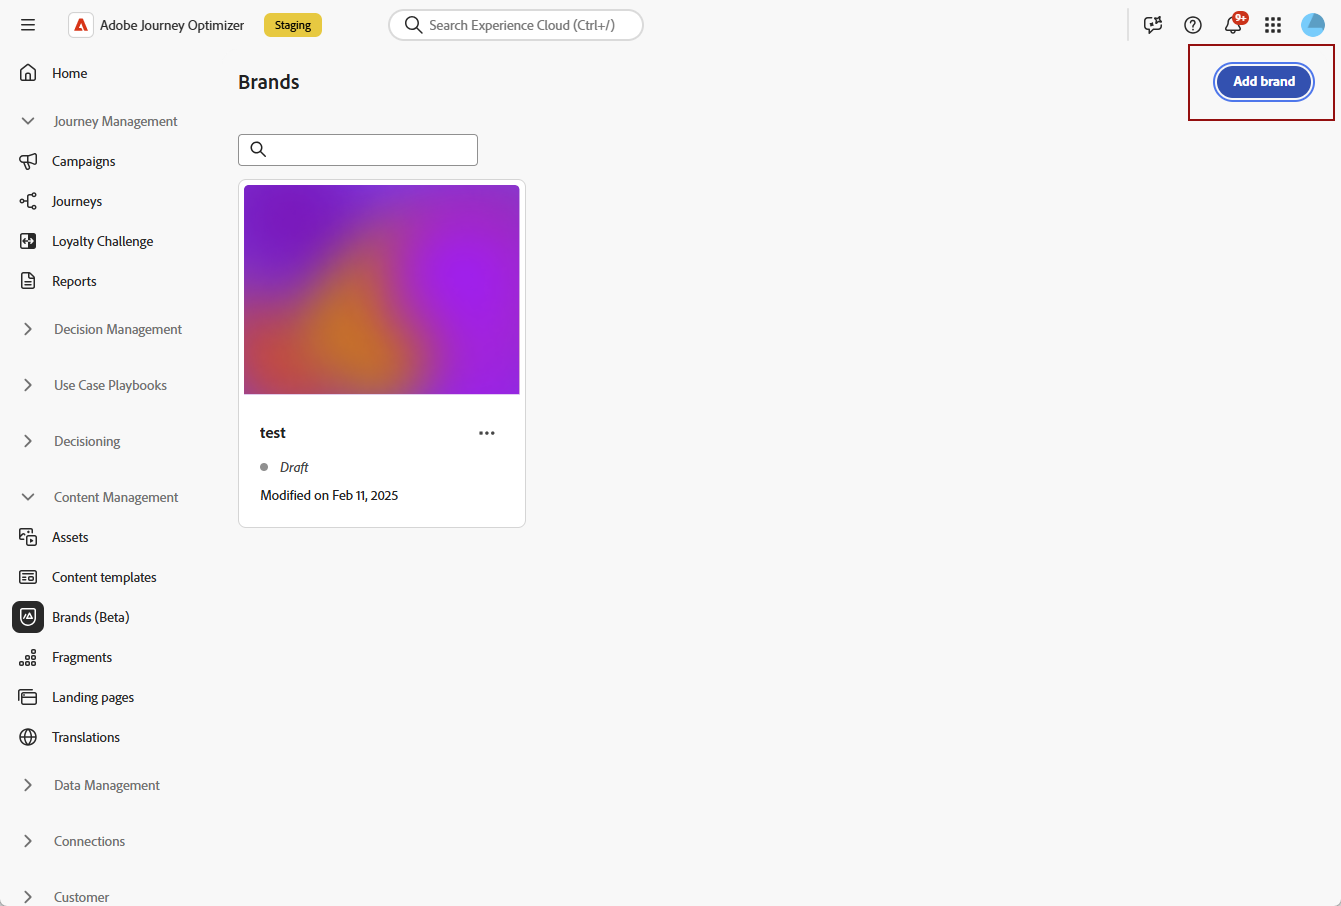 Adobe Journey Optimizer
Staging
Search Experience Cloud (Ctrl+/)
9+
Home
Journey Management
Campaigns
Journeys
Loyalty Challenge
Reports
Decision Management
Use Case Playbooks
Decisioning
Content Management
Assets
Content templates
Brands (Beta)
Fragments
Landing pages
Translations
Data Management
Connections
Customer
Brands
Add brand
test
Draft
Modified on Feb 11, 2025